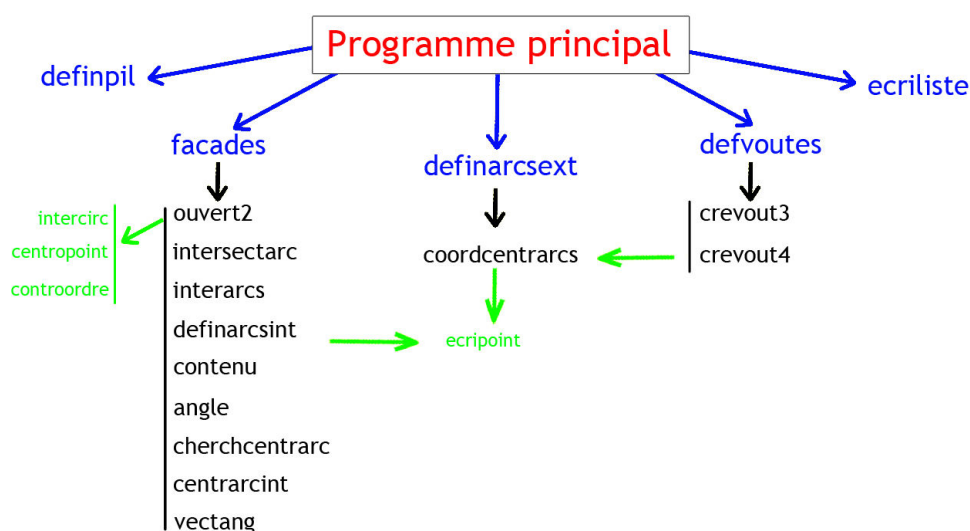 Programme principal
definpil
ecriliste
facades
definarcsext
defvoutes
intercirc
centropoint
controordre
ouvert2
intersectarc
interarcs
definarcsint
contenu
angle
cherchcentrarc
centrarcint
vectang
coordcentrarcs
ecripoint
crevout3
crevout4